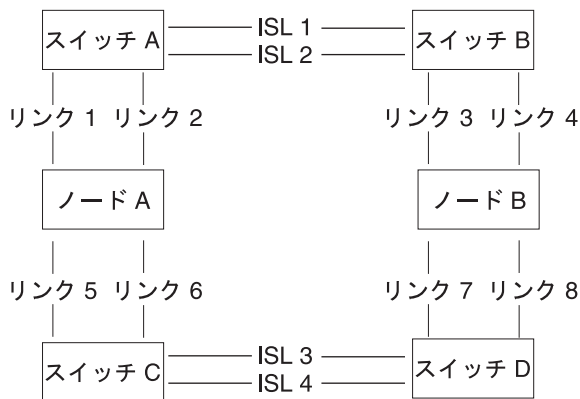 スイッチ A
ISL 1
ISL 2
スイッチ B
リンク 1
リンク 2
リンク 3
リンク 4
ノード A
ノード B
リンク 5
リンク 6
リンク 7
リンク 8
スイッチ C
ISL 3
ISL 4
スイッチ D